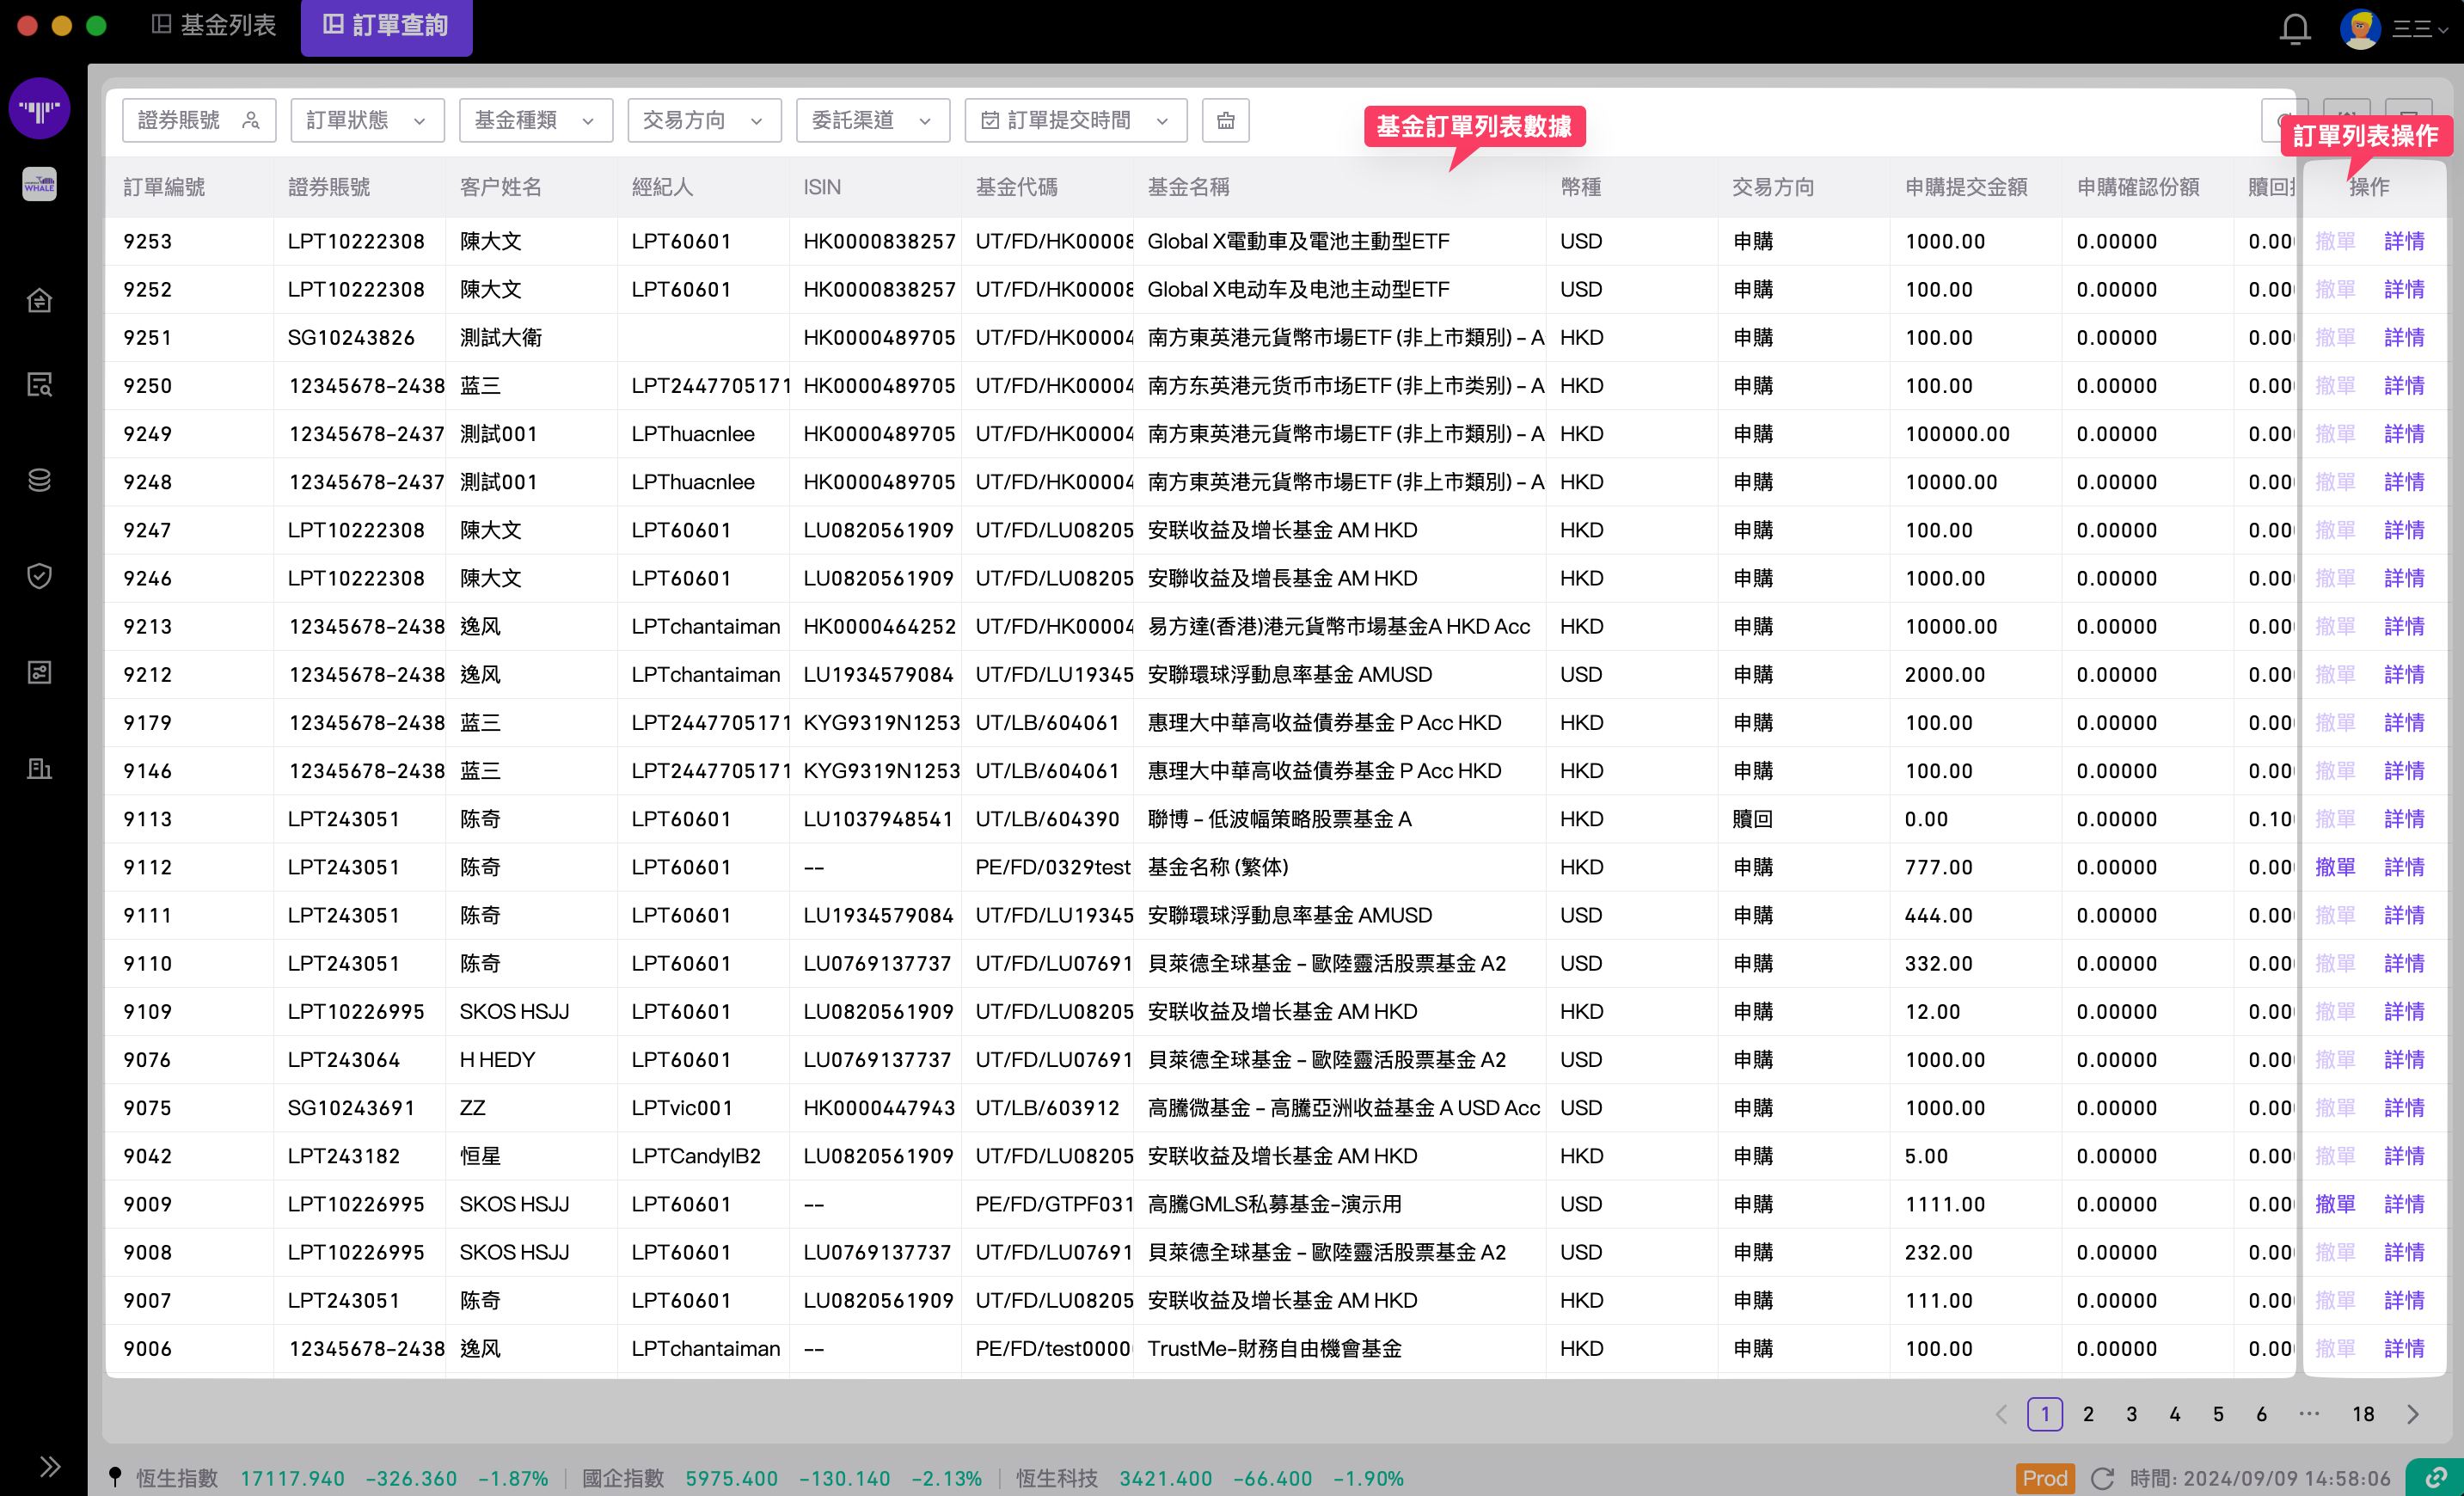 基金列表 訂單查詢 三三
WHALE
證券賬號 訂單狀態 基金種類 交易方向 委託渠道 訂單提交時間
基金訂單列表數據
訂單列表操作
訂單編號 證券賬號 客户姓名 經紀人 ISIN 基金代碼 基金名稱 幣種 交易方向 申購提交金額 申購確認份額 贖回 操作
9253 LPT10222308 陳大文 LPT60601 HK0000838257 UT/FD/HK00008 Global X電動車及電池主動型ETF USD 申購 1000.00 0.00000 0.00 撤單 詳情
9252 LPT10222308 陳大文 LPT60601 HK0000838257 UT/FD/HK00008 Global X电动车及电池主动型ETF USD 申購 100.00 0.00000 0.00 撤單 詳情
9251 SG10243826 測試大衛 HK0000489705 UT/FD/HK00004 南方東英港元貨幣市場ETF (非上市類別) – A HKD 申購 100.00 0.00000 0.00 撤單 詳情
9250 12345678-2438 蓝三 LPT2447705171 HK0000489705 UT/FD/HK00004 南方东英港元货币市场ETF (非上市类别) – A HKD 申購 100.00 0.00000 0.00 撤單 詳情
9249 12345678-2437 測試001 LPThuacnlee HK0000489705 UT/FD/HK00004 南方東英港元貨幣市場ETF (非上市類別) – A HKD 申購 100000.00 0.00000 0.00 撤單 詳情
9248 12345678-2437 測試001 LPThuacnlee HK0000489705 UT/FD/HK00004 南方東英港元貨幣市場ETF (非上市類別) – A HKD 申購 10000.00 0.00000 0.00 撤單 詳情
9247 LPT10222308 陳大文 LPT60601 LU0820561909 UT/FD/LU08205 安联收益及增长基金 AM HKD HKD 申購 100.00 0.00000 0.00 撤單 詳情
9246 LPT10222308 陳大文 LPT60601 LU0820561909 UT/FD/LU08205 安聯收益及增長基金 AM HKD HKD 申購 1000.00 0.00000 0.00 撤單 詳情
9213 12345678-2438 逸风 LPTchantaiman HK0000464252 UT/FD/HK00004 易方達(香港)港元貨幣市場基金A HKD Acc HKD 申購 10000.00 0.00000 0.00 撤單 詳情
9212 12345678-2438 逸风 LPTchantaiman LU1934579084 UT/FD/LU19345 安聯環球浮動息率基金 AMUSD USD 申購 2000.00 0.00000 0.00 撤單 詳情
9179 12345678-2438 蓝三 LPT2447705171 KYG9319N1253 UT/LB/604061 惠理大中華高收益債券基金 P Acc HKD HKD 申購 100.00 0.00000 0.00 撤單 詳情
9146 12345678-2438 蓝三 LPT2447705171 KYG9319N1253 UT/LB/604061 惠理大中華高收益債券基金 P Acc HKD HKD 申購 100.00 0.00000 0.00 撤單 詳情
9113 LPT243051 陈奇 LPT60601 LU1037948541 UT/LB/604390 聯博 – 低波幅策略股票基金 A HKD 贖回 0.00 0.00000 0.10 撤單 詳情
9112 LPT243051 陈奇 LPT60601 -- PE/FD/0329test 基金名称 (繁体) HKD 申購 777.00 0.00000 0.00 撤單 詳情
9111 LPT243051 陈奇 LPT60601 LU1934579084 UT/FD/LU19345 安聯環球浮動息率基金 AMUSD USD 申購 444.00 0.00000 0.00 撤單 詳情
9110 LPT243051 陈奇 LPT60601 LU0769137737 UT/FD/LU07691 貝萊德全球基金 – 歐陸靈活股票基金 A2 USD 申購 332.00 0.00000 0.00 撤單 詳情
9109 LPT10226995 SKOS HSJJ LPT60601 LU0820561909 UT/FD/LU08205 安联收益及增长基金 AM HKD HKD 申購 12.00 0.00000 0.00 撤單 詳情
9076 LPT243064 H HEDY LPT60601 LU0769137737 UT/FD/LU07691 貝萊德全球基金 – 歐陸靈活股票基金 A2 USD 申購 1000.00 0.00000 0.00 撤單 詳情
9075 SG10243691 ZZ LPTvic001 HK0000447943 UT/LB/603912 高騰微基金 – 高騰亞洲收益基金 A USD Acc USD 申購 1000.00 0.00000 0.00 撤單 詳情
9042 LPT243182 恒星 LPTCandyIB2 LU0820561909 UT/FD/LU08205 安联收益及增长基金 AM HKD HKD 申購 5.00 0.00000 0.00 撤單 詳情
9009 LPT10226995 SKOS HSJJ LPT60601 -- PE/FD/GTPF031 高騰GMLS私募基金-演示用 USD 申購 1111.00 0.00000 0.00 撤單 詳情
9008 LPT10226995 SKOS HSJJ LPT60601 LU0769137737 UT/FD/LU07691 貝萊德全球基金 – 歐陸靈活股票基金 A2 USD 申購 232.00 0.00000 0.00 撤單 詳情
9007 LPT243051 陈奇 LPT60601 LU0820561909 UT/FD/LU08205 安联收益及增长基金 AM HKD HKD 申購 111.00 0.00000 0.00 撤單 詳情
9006 12345678-2438 逸风 LPTchantaiman -- PE/FD/test0000 TrustMe-財務自由機會基金 HKD 申購 100.00 0.00000 0.00 撤單 詳情
1 2 3 4 5 6 ··· 18
恆生指數 17117.940 -326.360 -1.87% 國企指數 5975.400 -130.140 -2.13% 恆生科技 3421.400 -66.400 -1.90% Prod 時間: 2024/09/09 14:58:06